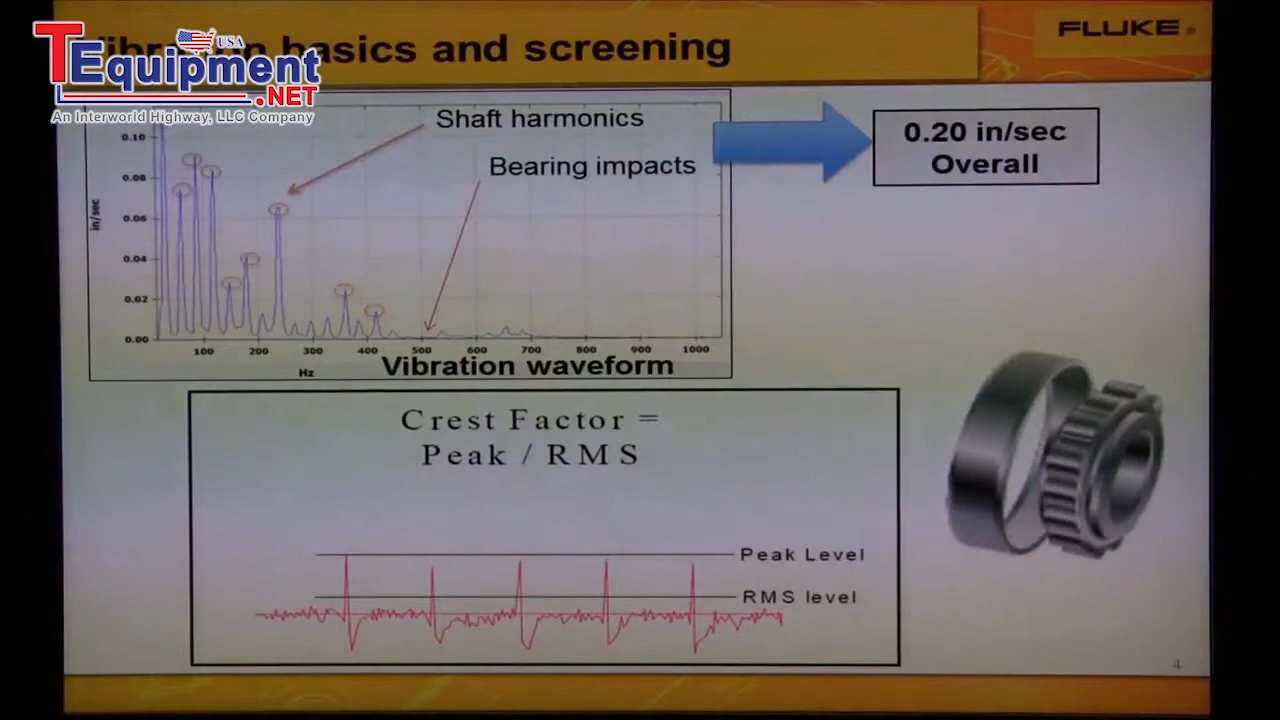 TEquipment
USA
.NET
An Interworld Highway, LLC Company
basics and screening
FLUKE
Shaft harmonics
Bearing impacts
0.20 in/sec
Overall
in/sec
0.10
0.08
0.06
0.04
0.02
0.00
100 200 300 400 500 600 700 800 900 1000
Hz
Vibration waveform
Crest Factor =
Peak / RMS
Peak Level
RMS level
4